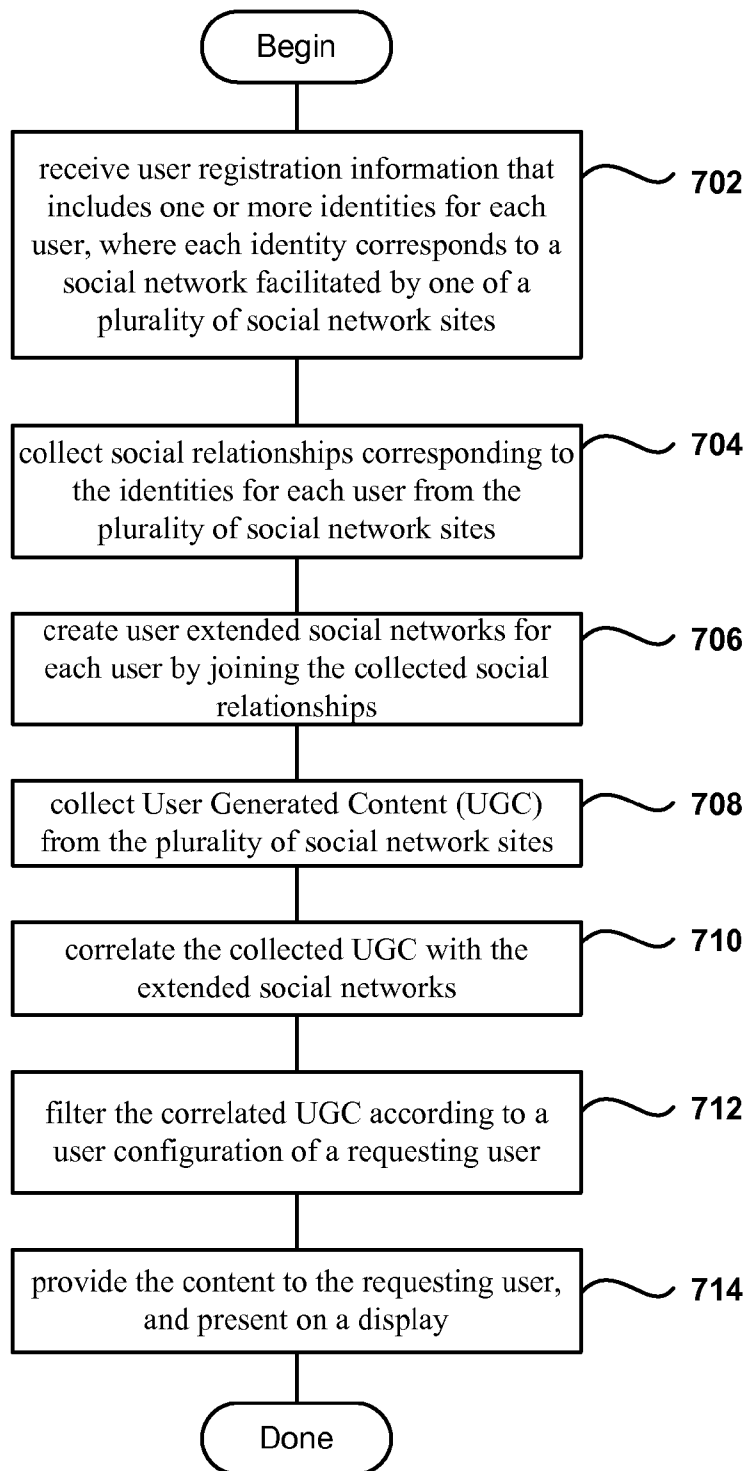 Begin
receive user registration information that
includes one or more identities for each
user, where each identity corresponds to a
social network facilitated by one of a
plurality of social network sites
702
collect social relationships corresponding to
the identities for each user from the
plurality of social network sites
704
create user extended social networks for
each user by joining the collected social
relationships
706
collect User Generated Content (UGC)
from the plurality of social network sites
708
correlate the collected UGC with the
extended social networks
710
filter the correlated UGC according to a
user configuration of a requesting user
712
provide the content to the requesting user,
and present on a display
714
Done